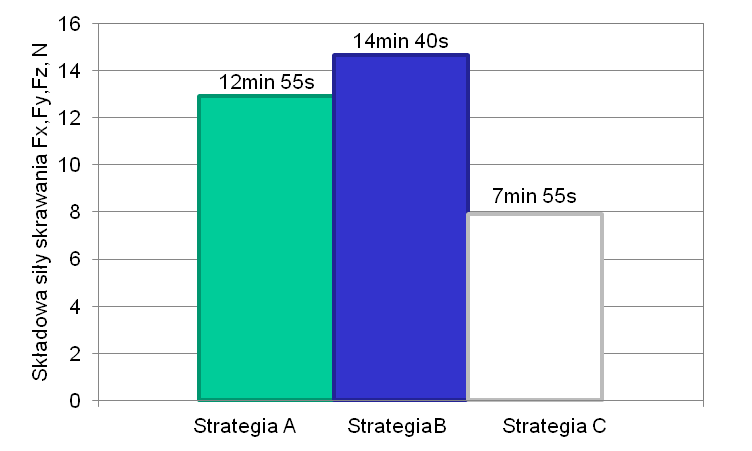 Składowa siły skrawania Fx,Fy,Fz, N
16
14
12
10
8
6
4
2
0
12min 55s
14min 40s
7min 55s
Strategia A
StrategiaB
Strategia C